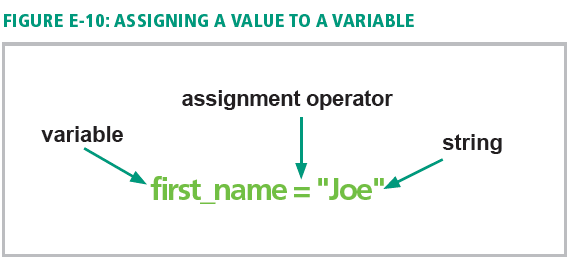 FIGURE E-10: ASSIGNING A VALUE TO A VARIABLE
assignment operator
variable
string
first_name = "Joe"